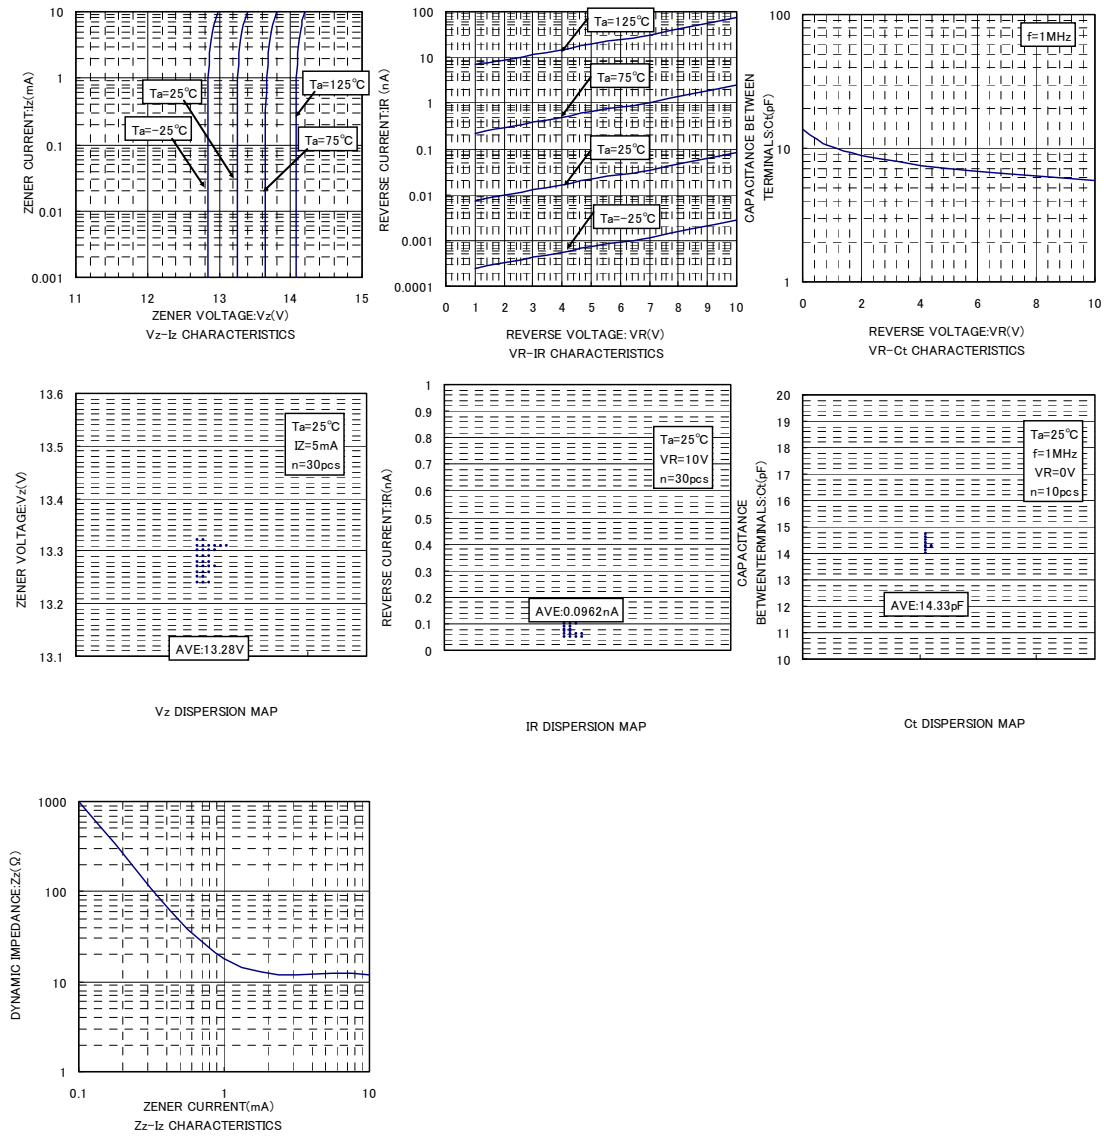 ZENER CURRENT:Iz(mA)
10
1
0.1
0.01
0.001
11 12 13 14 15
Ta=125℃
Ta=25℃
Ta=-25℃
Ta=75℃
ZENER VOLTAGE:Vz(V)
Vz-Iz CHARACTERISTICS
REVERSE CURRENT:IR (nA)
100
10
1
0.1
0.01
0.001
0.0001
0 1 2 3 4 5 6 7 8 9 10
Ta=125℃
Ta=75℃
Ta=25℃
Ta=-25℃
REVERSE VOLTAGE:VR(V)
VR-IR CHARACTERISTICS
CAPACITANCE BETWEEN
TERMINALS:Ct(pF)
100
10
1
0 2 4 6 8 10
f=1MHz
REVERSE VOLTAGE:VR(V)
VR-Ct CHARACTERISTICS
ZENER VOLTAGE:Vz(V)
13.6
13.5
13.4
13.3
13.2
13.1
Ta=25℃
IZ=5mA
n=30pcs
AVE:13.28V
Vz DISPERSION MAP
REVERSE CURRENT:IR(nA)
1
0.9
0.8
0.7
0.6
0.5
0.4
0.3
0.2
0.1
0
Ta=25℃
VR=10V
n=30pcs
AVE:0.0962nA
IR DISPERSION MAP
CAPACITANCE
BETWEENTERMINALS:Ct(pF)
20
19
18
17
16
15
14
13
12
11
10
Ta=25℃
f=1MHz
VR=0V
n=10pcs
AVE:14.33pF
Ct DISPERSION MAP
DYNAMIC IMPEDANCE:Zz(Ω)
1000
100
10
1
0.1 1 10
ZENER CURRENT(mA)
Zz-Iz CHARACTERISTICS